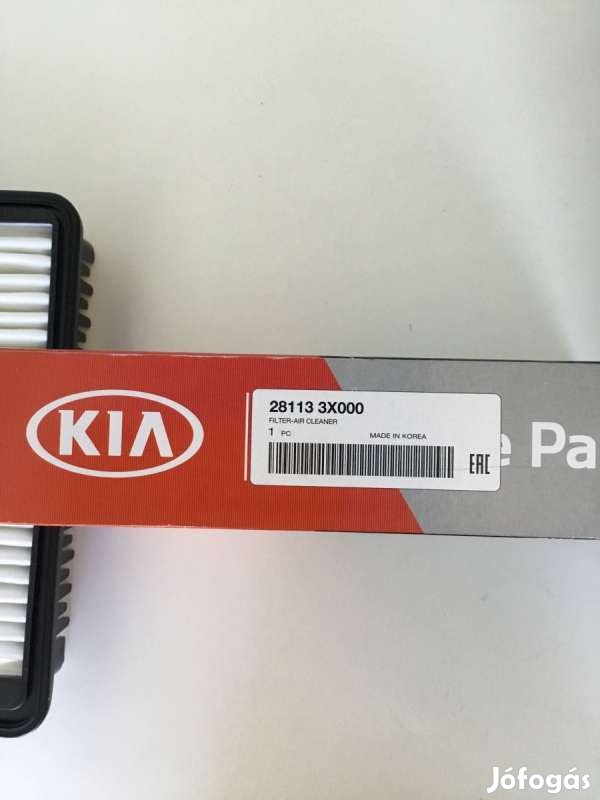 KIA
28113 3X000
FILTER-AIR CLEANER
1 PC MADE IN KOREA
EAC
e Pa
Jófogás